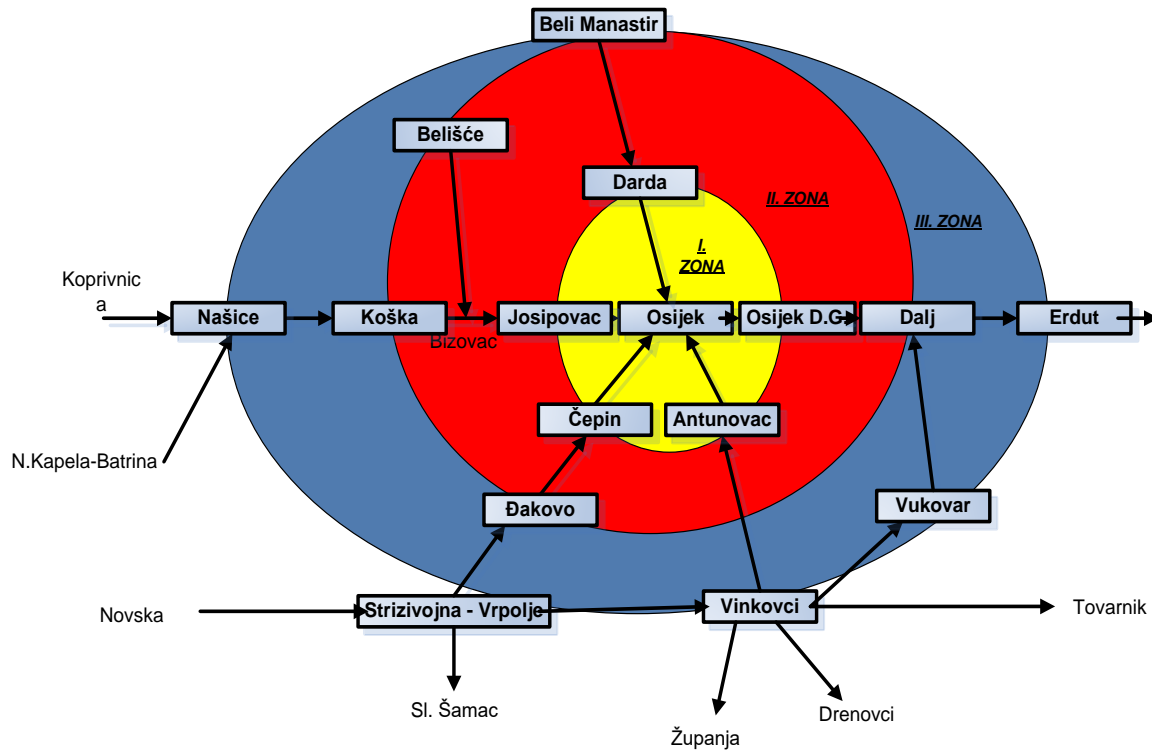 Beli Manastir
Belišće
Darda
II. ZONA
III. ZONA
I.
ZONA
Koprivnic
a
Našice
Koška
Bizovac
Josipovac
Osijek
Osijek D.G.
Dalj
Erdut
Čepin
Antunovac
N.Kapela-Batrina
Đakovo
Vukovar
Novska
Strizivojna - Vrpolje
Vinkovci
Tovarnik
Sl. Šamac
Drenovci
Županja